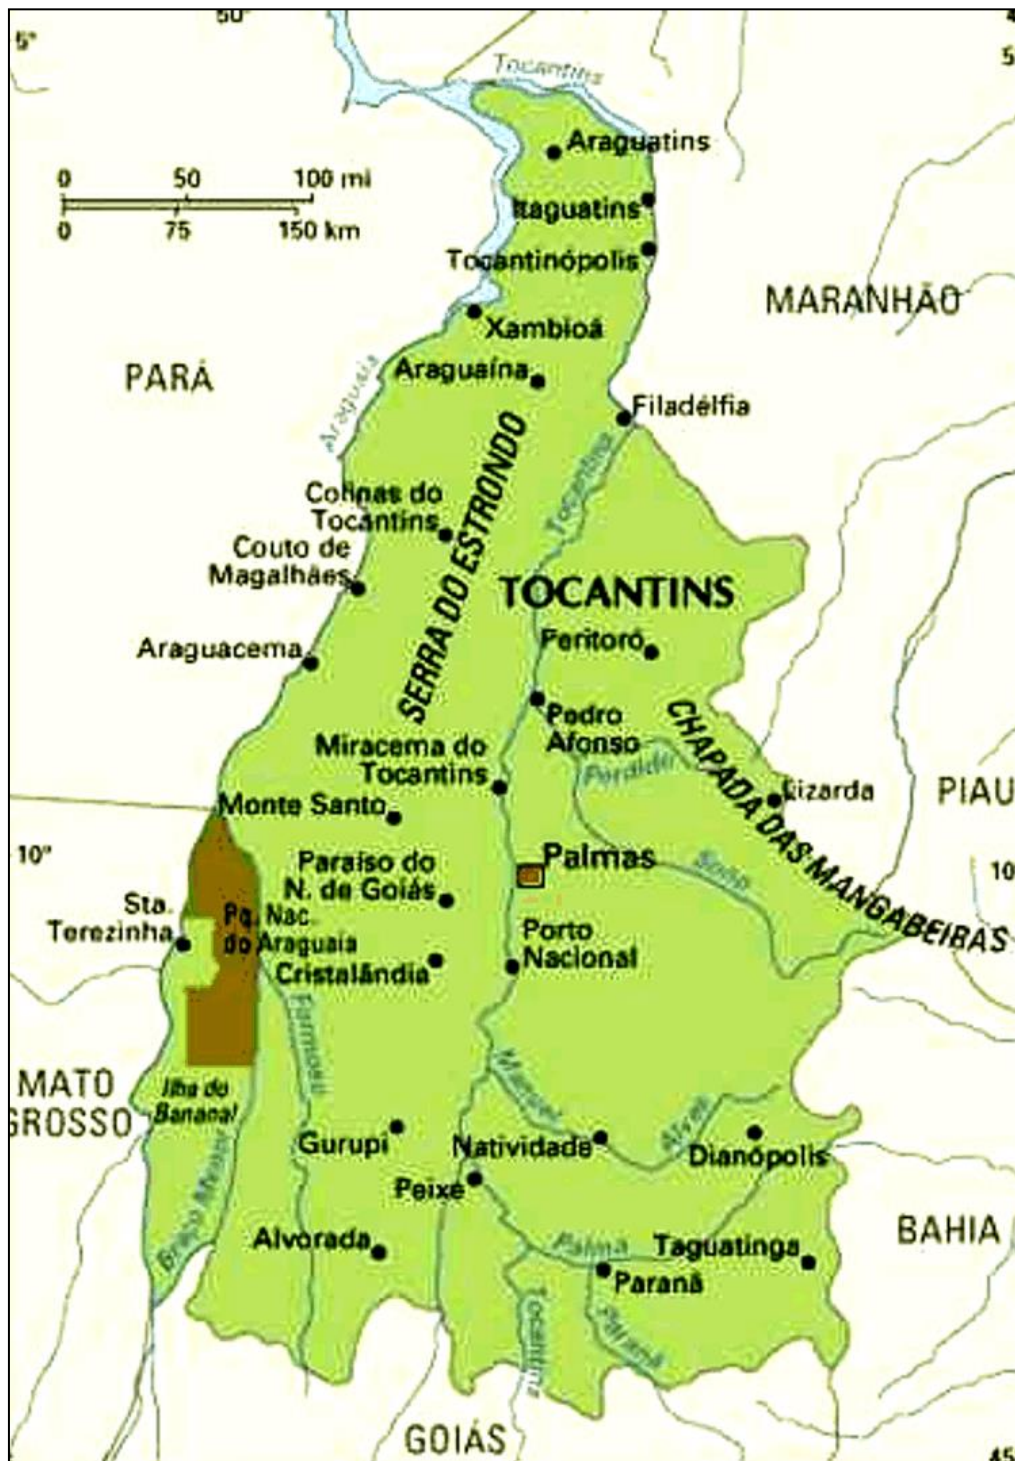 50°
5°
Tocantins
Araguatins
0 50 100 mi
0 75 150 km
Itaguatins
Tocantinópolis
MARANHÃO
Xambioá
PARÁ
Araguaia
Araguaína
Filadélfia
SERRA DO ESTRONDO
Tocantins
Colinas do
Tocantins
Couto de
Magalhães
TOCANTINS
Araguacema
Feritoró
Pedro
Afonso
CHAPADA DAS MANGABEIRAS
Miracema do
Tocantins
Perdido
Lizarda
PIAU
Monte Santo
10°
Palmas
10
Paraíso do
N. de Goiás
Sono
Sta.
Terezinha
Pq. Nac.
do Araguaia
Porto
Nacional
Cristalândia
Formoso
MATO
GROSSO
Ilha do
Bananal
Manuel
Alves
Gurupi
Natividade
Dianópolis
Peixe
Braço Menor
BAHIA
Alvorada
Palma
Taguatinga
Paranã
Tocantins
Paranã
GOIÁS
45